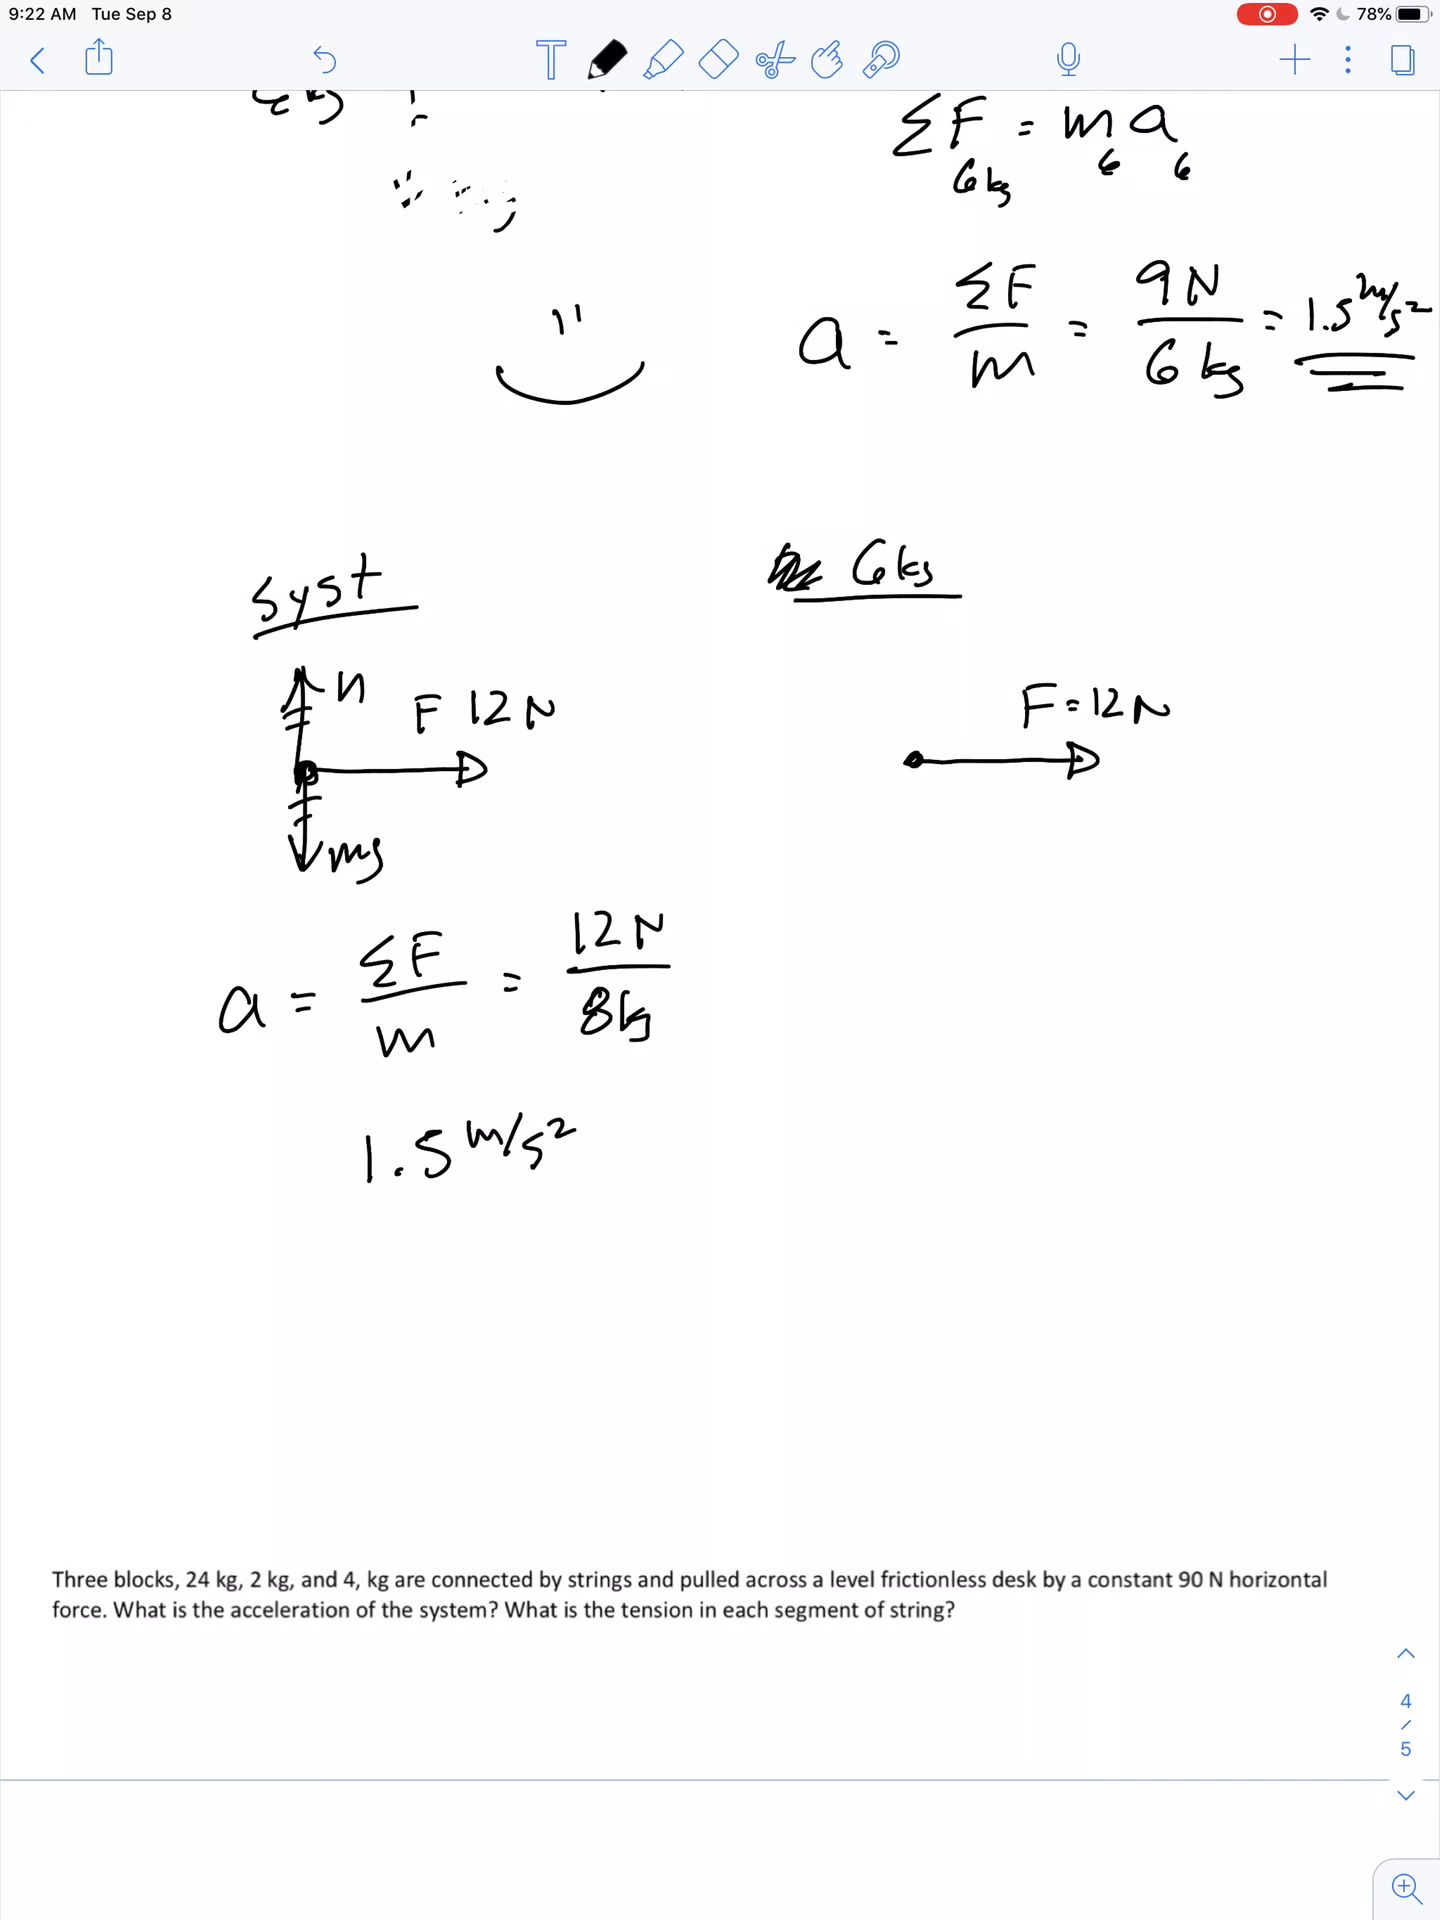 9:22 AM Tue Sep 8 78%
T
ΣF = m a
6kg 6 6
a = ΣF/m = 9N/6kg = 1.5 m/s²
Syst
6kg
n
F 12N
F = 12N
mg
a = ΣF/m = 12N/8kg
1.5 m/s²
Three blocks, 24 kg, 2 kg, and 4, kg are connected by strings and pulled across a level frictionless desk by a constant 90 N horizontal
force. What is the acceleration of the system? What is the tension in each segment of string?
4
/
5